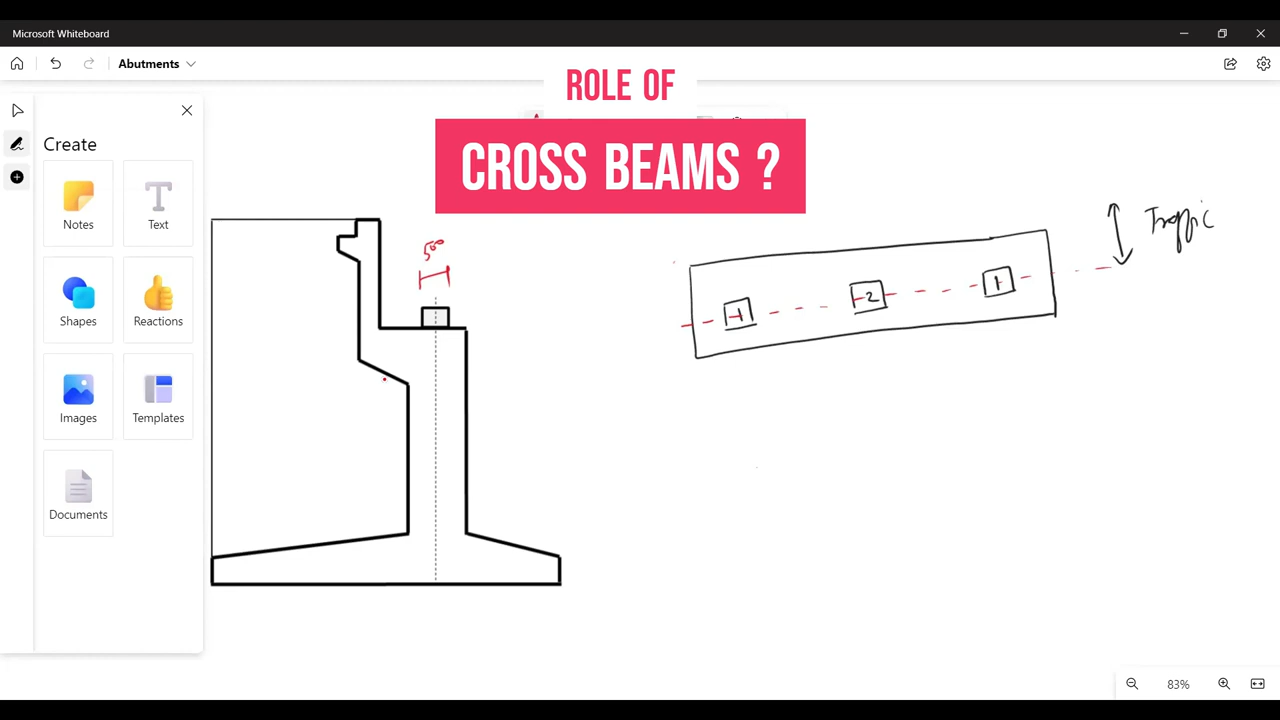 Microsoft Whiteboard
Abutments
ROLE OF
CROSS BEAMS ?
Create
Notes
Text
Shapes
Reactions
Images
Templates
Documents
500
1
2
1
Traffic
83%